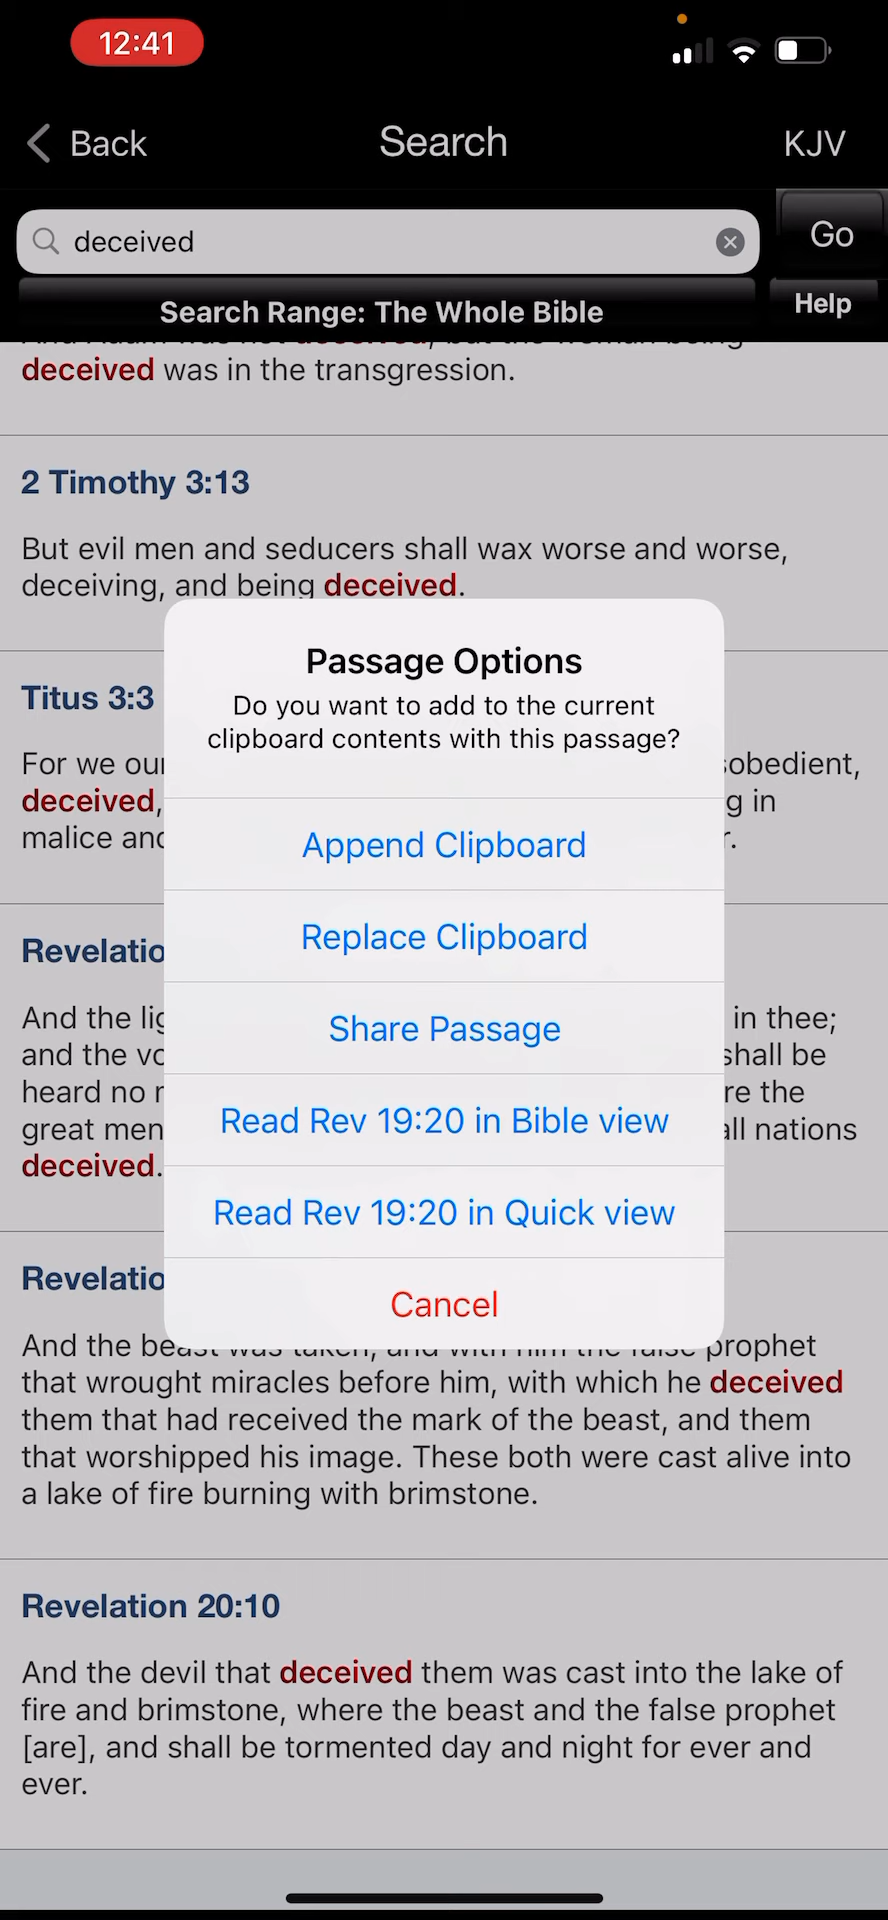 12:41
Back
Search
KJV
deceived
Go
Search Range: The Whole Bible
Help
deceived was in the transgression.
2 Timothy 3:13
But evil men and seducers shall wax worse and worse,
deceiving, and being deceived.
Passage Options
Do you want to add to the current
clipboard contents with this passage?
Titus 3:3
For we
deceived,
g in
malice
Append Clipboard
Replace Clipboard
Share Passage
Read Rev 19:20 in Bible view
Read Rev 19:20 in Quick view
Cancel
And the in thee;
and the shall be
heard no the
great men all nations
deceived.
And the beast was taken, and with him the false prophet
that wrought miracles before him, with which he deceived
them that had received the mark of the beast, and them
that worshipped his image. These both were cast alive into
a lake of fire burning with brimstone.
Revelation 20:10
And the devil that deceived them was cast into the lake of
fire and brimstone, where the beast and the false prophet
[are], and shall be tormented day and night for ever and
ever.